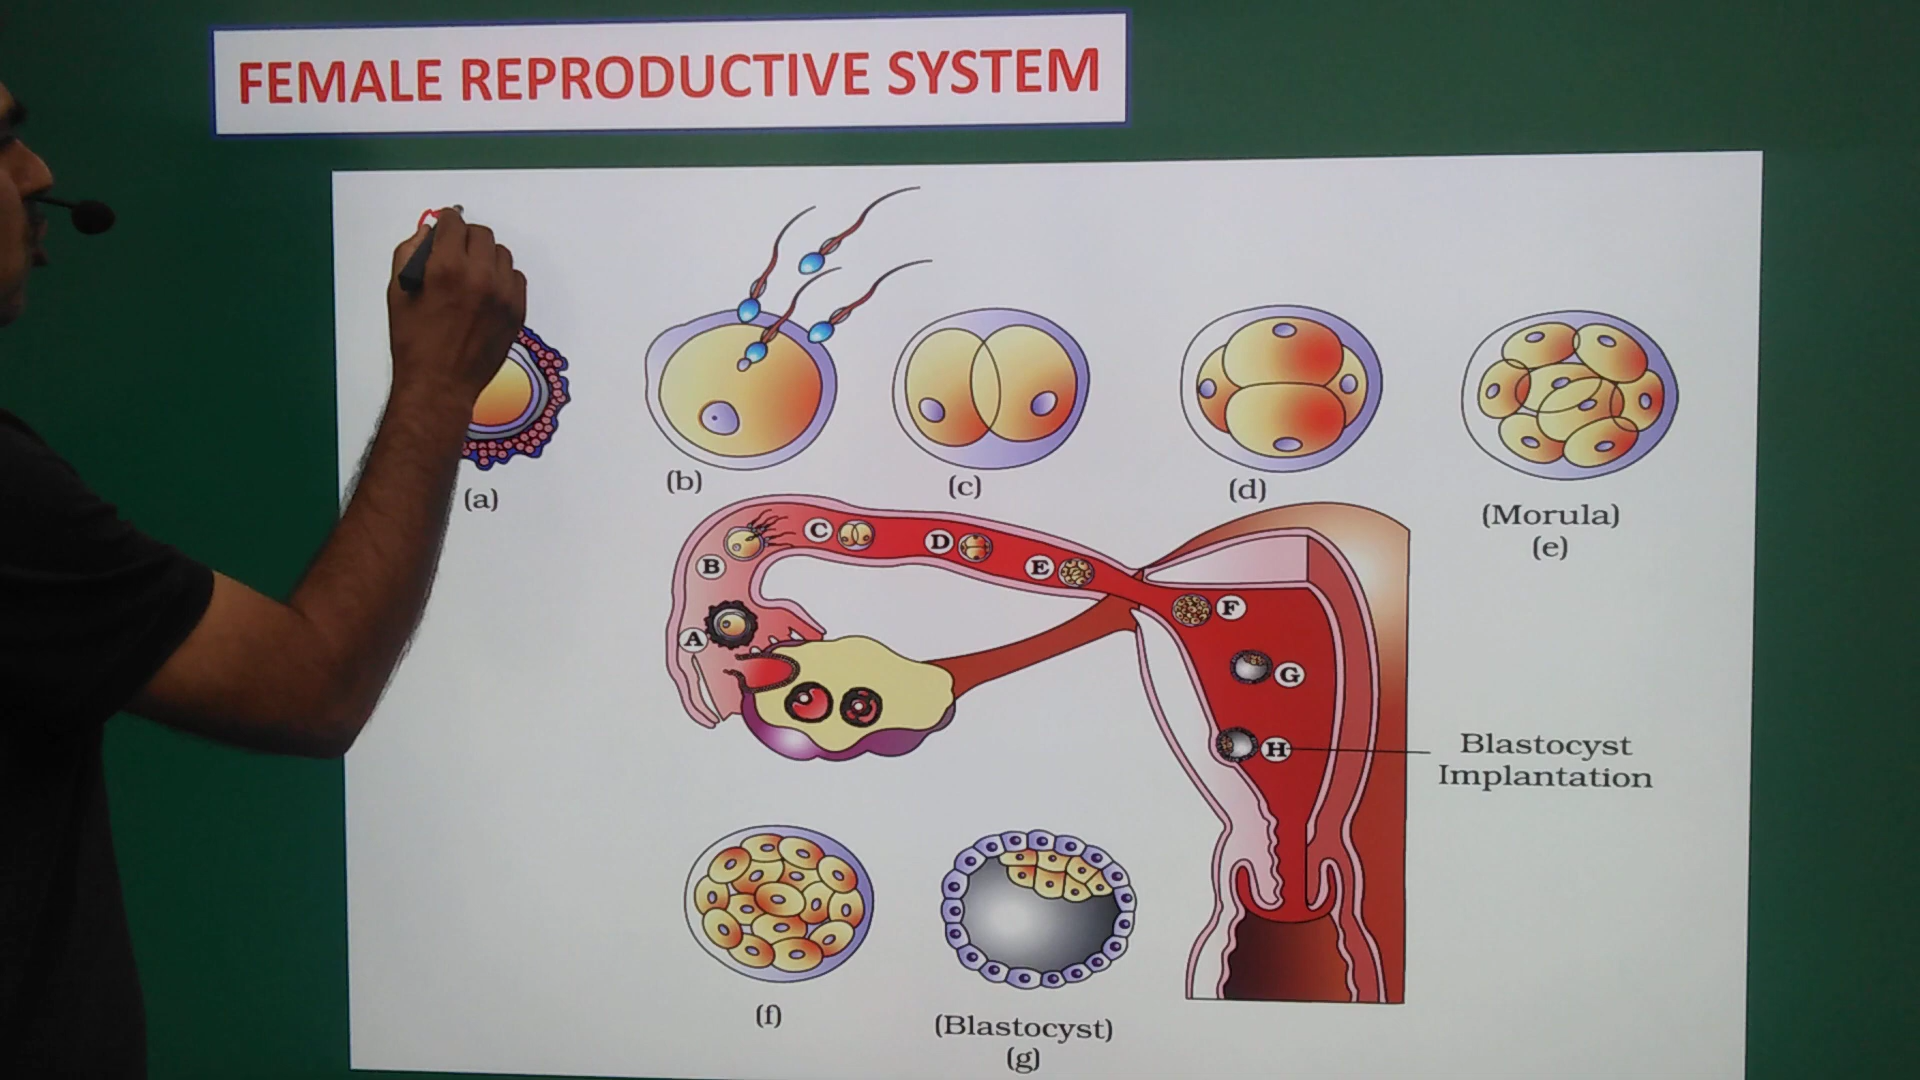 FEMALE REPRODUCTIVE SYSTEM
(a)
(b)
(c)
(d)
(Morula)
(e)
A
B
C
D
E
F
G
H
Blastocyst
Implantation
(f)
(Blastocyst)
(g)